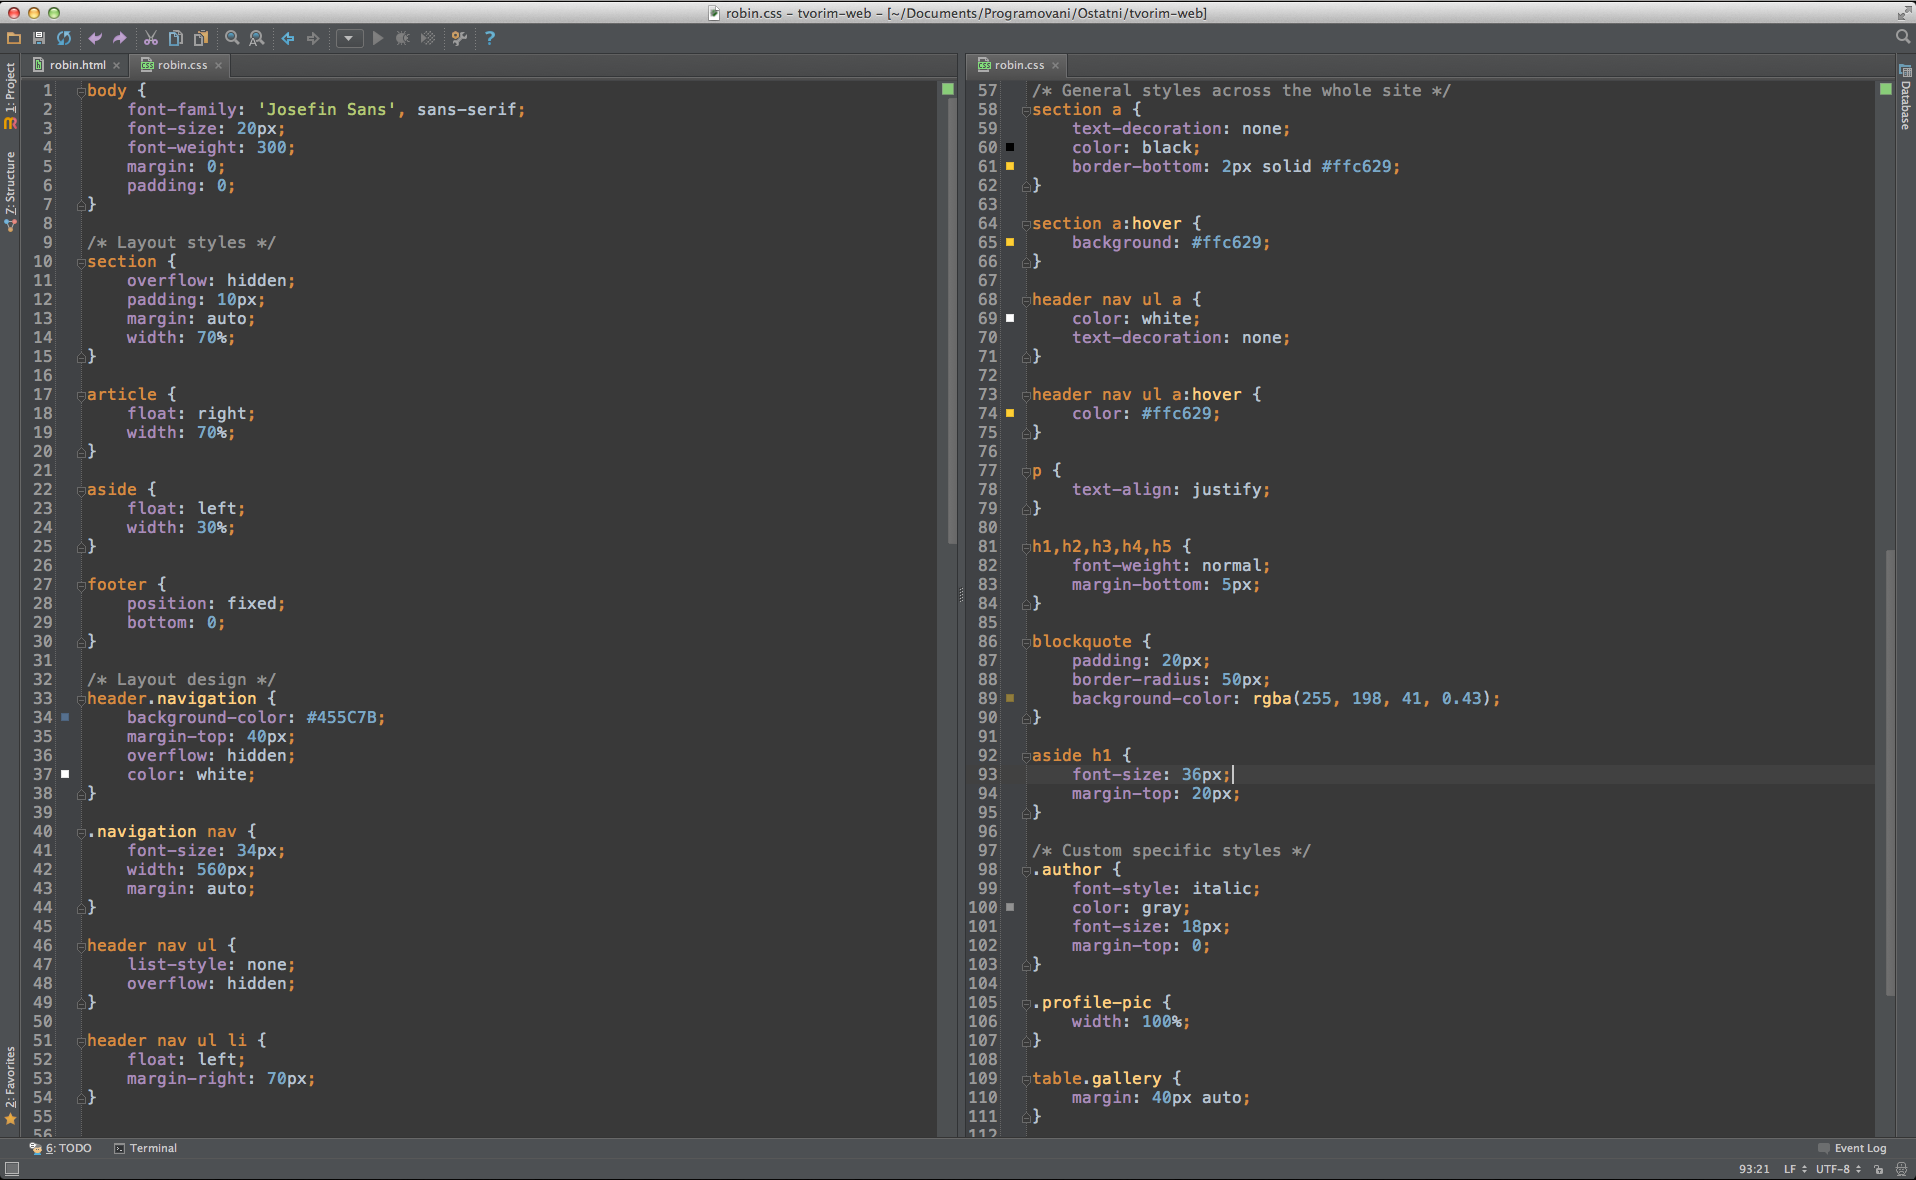 robin.css – tvorim-web – [~/Documents/Programovani/Ostatni/tvorim-web]
robin.html
robin.css
1: Project
Z: Structure
2: Favorites
1 body {
2 font-family: 'Josefin Sans', sans-serif;
3 font-size: 20px;
4 font-weight: 300;
5 margin: 0;
6 padding: 0;
7 }
8
9 /* Layout styles */
10 section {
11 overflow: hidden;
12 padding: 10px;
13 margin: auto;
14 width: 70%;
15 }
16
17 article {
18 float: right;
19 width: 70%;
20 }
21
22 aside {
23 float: left;
24 width: 30%;
25 }
26
27 footer {
28 position: fixed;
29 bottom: 0;
30 }
31
32 /* Layout design */
33 header.navigation {
34 background-color: #455C7B;
35 margin-top: 40px;
36 overflow: hidden;
37 color: white;
38 }
39
40 .navigation nav {
41 font-size: 34px;
42 width: 560px;
43 margin: auto;
44 }
45
46 header nav ul {
47 list-style: none;
48 overflow: hidden;
49 }
50
51 header nav ul li {
52 float: left;
53 margin-right: 70px;
54 }
55
56
robin.css
57 /* General styles across the whole site */
58 section a {
59 text-decoration: none;
60 color: black;
61 border-bottom: 2px solid #ffc629;
62 }
63
64 section a:hover {
65 background: #ffc629;
66 }
67
68 header nav ul a {
69 color: white;
70 text-decoration: none;
71 }
72
73 header nav ul a:hover {
74 color: #ffc629;
75 }
76
77 p {
78 text-align: justify;
79 }
80
81 h1,h2,h3,h4,h5 {
82 font-weight: normal;
83 margin-bottom: 5px;
84 }
85
86 blockquote {
87 padding: 20px;
88 border-radius: 50px;
89 background-color: rgba(255, 198, 41, 0.43);
90 }
91
92 aside h1 {
93 font-size: 36px;
94 margin-top: 20px;
95 }
96
97 /* Custom specific styles */
98 .author {
99 font-style: italic;
100 color: gray;
101 font-size: 18px;
102 margin-top: 0;
103 }
104
105 .profile-pic {
106 width: 100%;
107 }
108
109 table.gallery {
110 margin: 40px auto;
111 }
112
Database
6: TODO
Terminal
Event Log
93:21 LF UTF-8